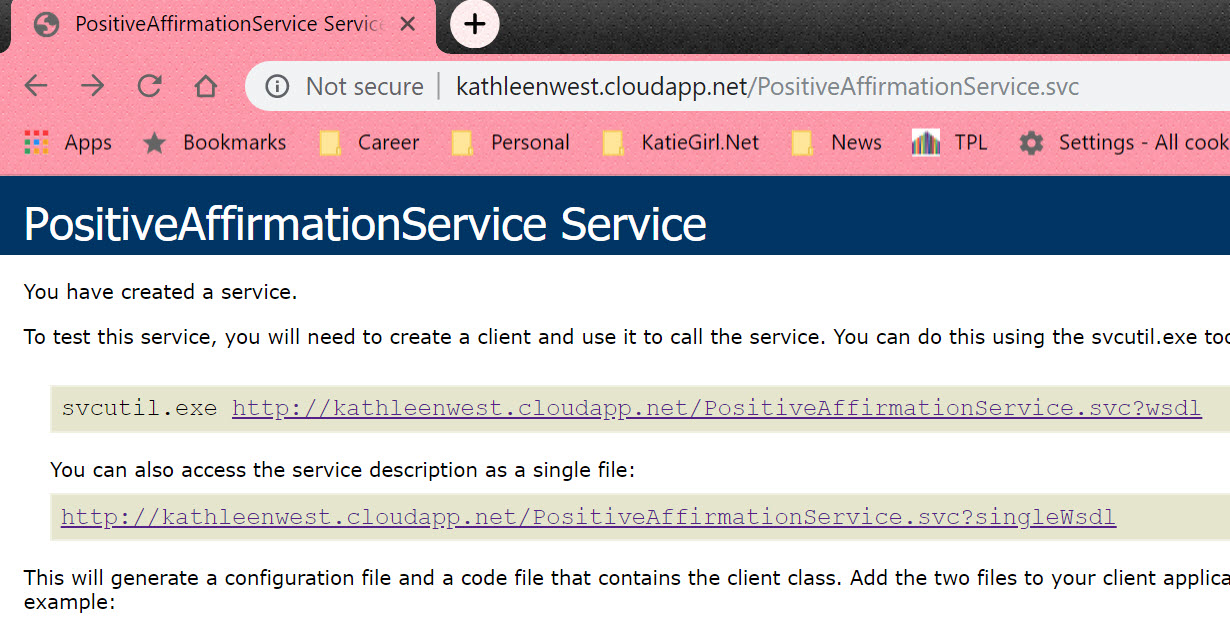 PositiveAffirmationService Servic
Not secure | kathleenwest.cloudapp.net/PositiveAffirmationService.svc
Apps Bookmarks Career Personal KatieGirl.Net News TPL Settings - All cook
PositiveAffirmationService Service
You have created a service.
To test this service, you will need to create a client and use it to call the service. You can do this using the svcutil.exe too
svcutil.exe http://kathleenwest.cloudapp.net/PositiveAffirmationService.svc?wsdl
You can also access the service description as a single file:
http://kathleenwest.cloudapp.net/PositiveAffirmationService.svc?singleWsdl
This will generate a configuration file and a code file that contains the client class. Add the two files to your client applica
example: